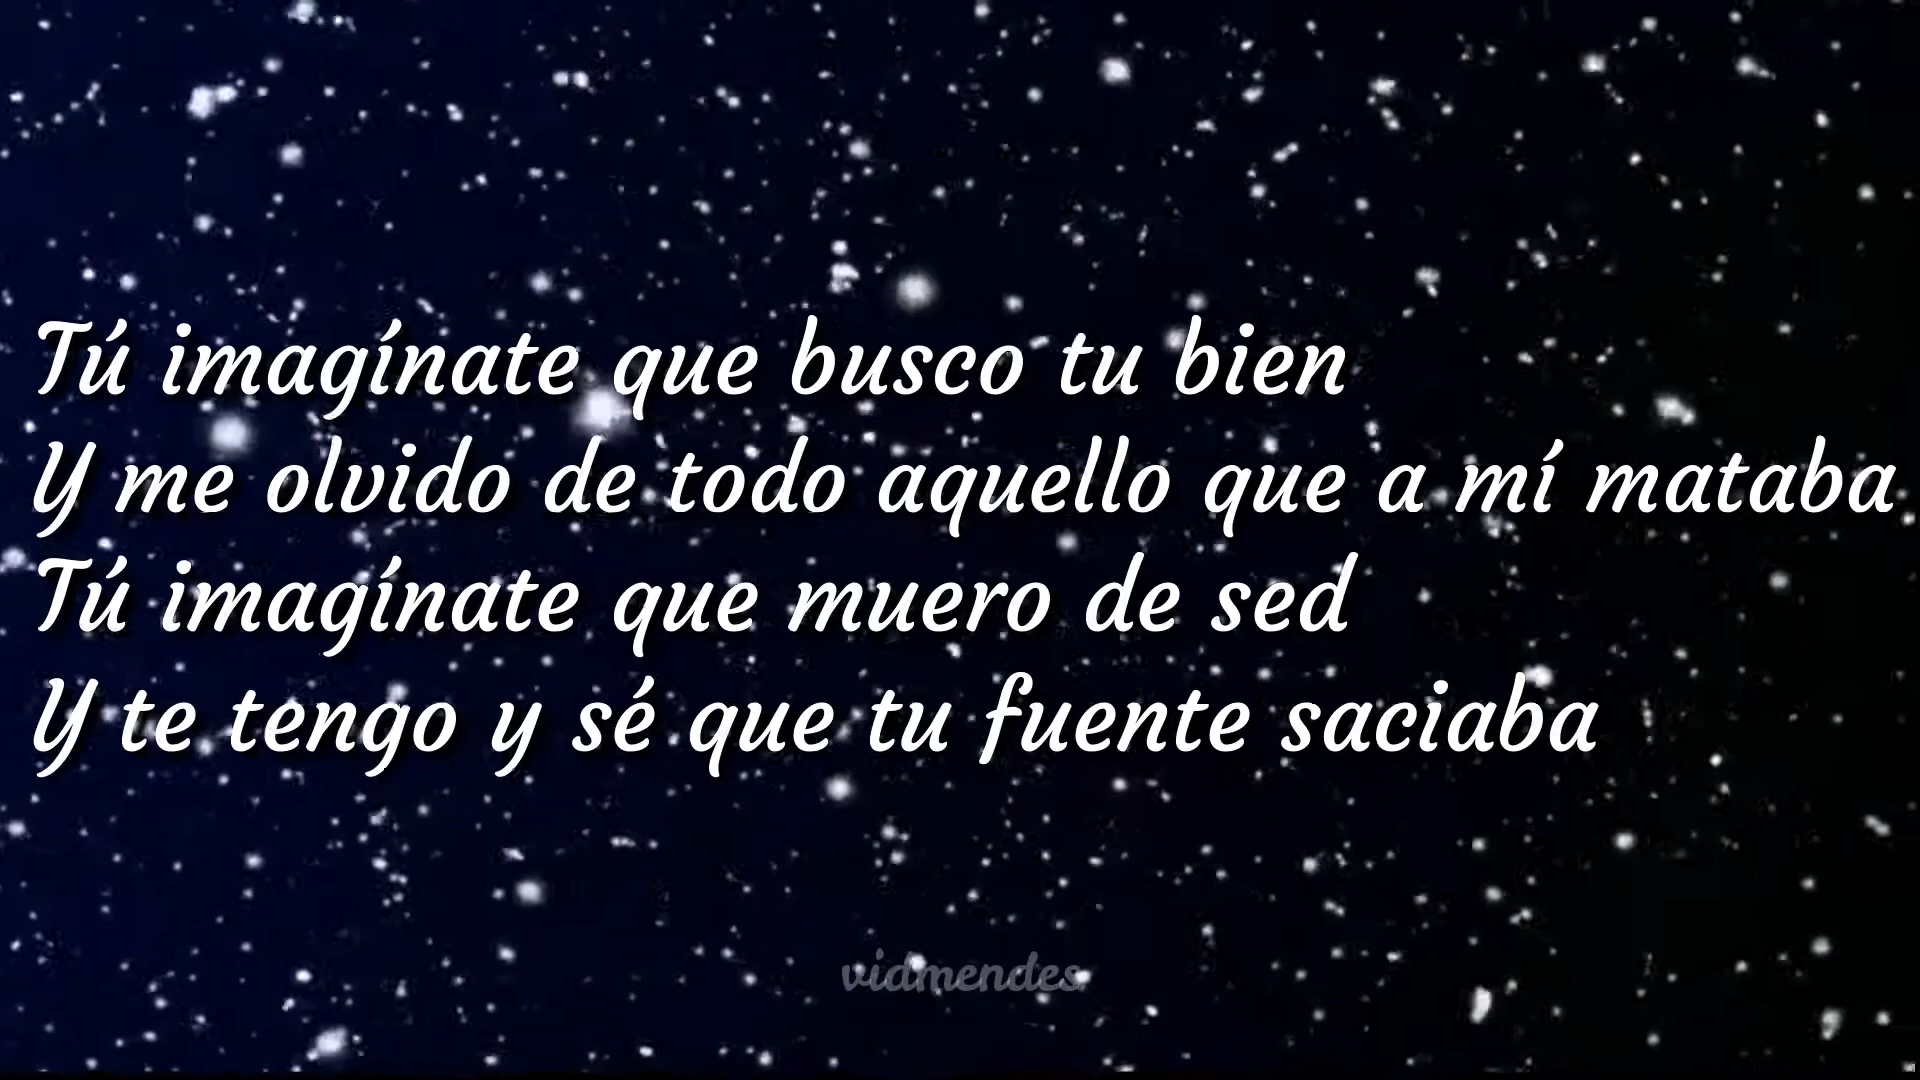 Tú imagínate que busco tu bien
Y me olvido de todo aquello que a mí mataba
Tú imagínate que muero de sed
Y te tengo y sé que tu fuente saciaba
vidmendes